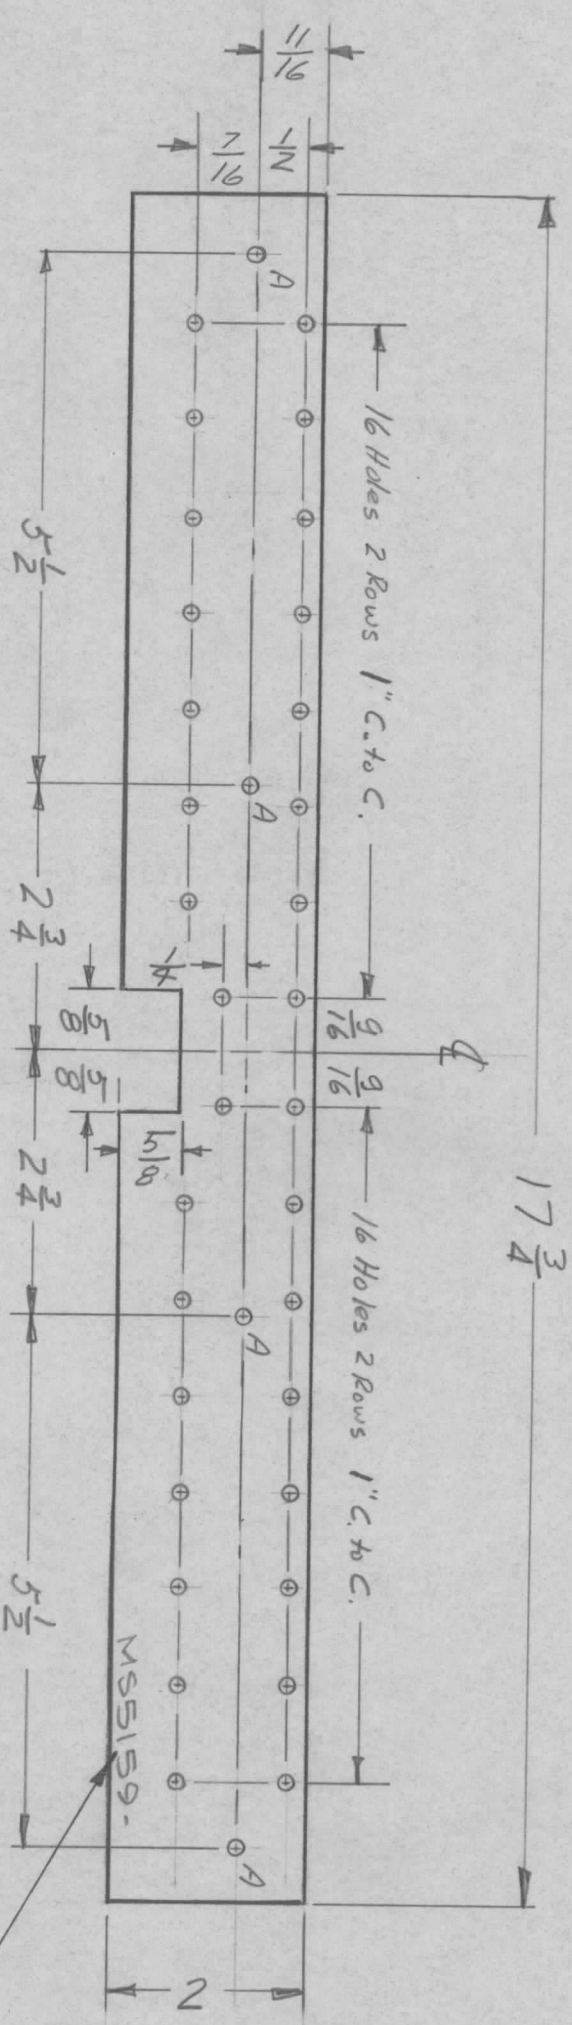 17 3/4
16 Holes 2 Rows 1" C. to C.
9/16
℄
9/16
16 Holes 2 Rows 1" C. to C.
11/16
1/2
7/16
A
A
A
A
1/4
5/8
5/8
5/8
MS5159-
2
5 1/2
2 3/4
2 3/4
5 1/2